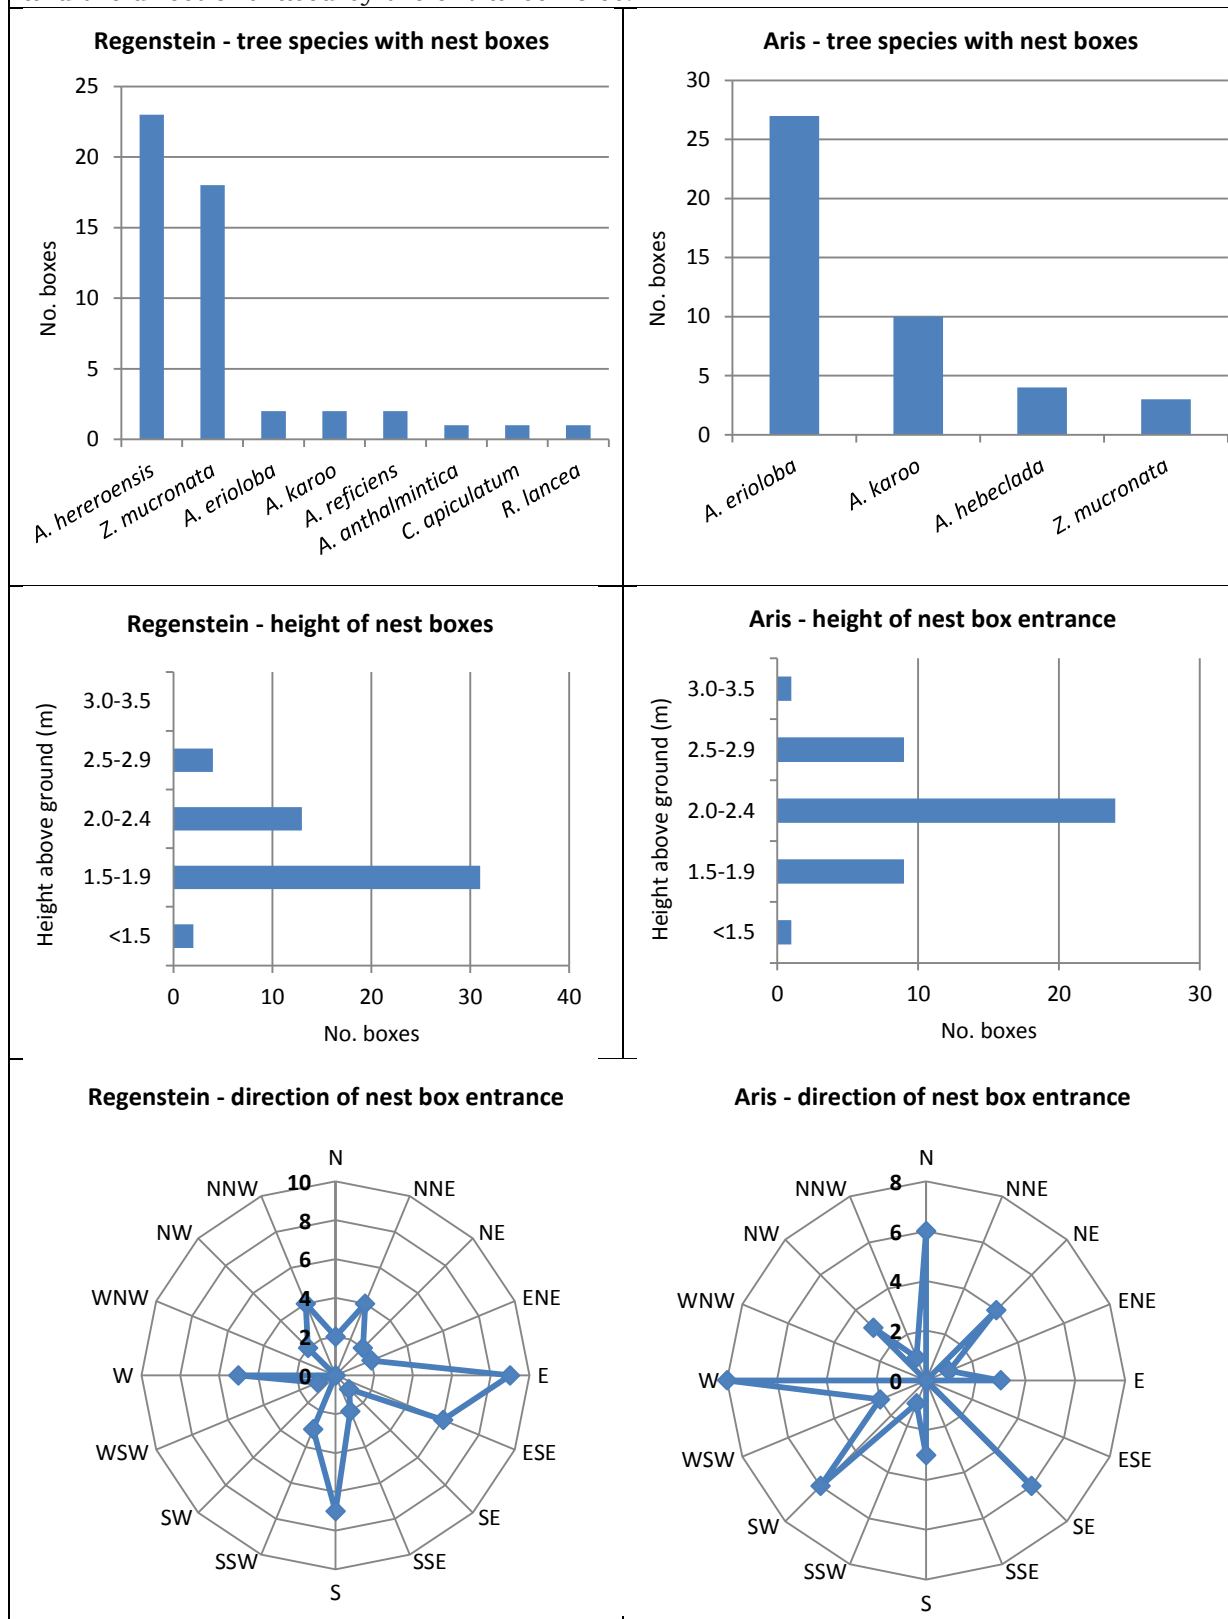 Regenstein - tree species with nest boxes
25
20
15
10
5
0
No. boxes
A. hereroensis
Z. mucronata
A. erioloba
A. karoo
A. reficiens
A. anthalmintica
C. apiculatum
R. lancea
Aris - tree species with nest boxes
30
25
20
15
10
5
0
No. boxes
A. erioloba
A. karoo
A. hebeclada
Z. mucronata
Regenstein - height of nest boxes
Height above ground (m)
3.0-3.5
2.5-2.9
2.0-2.4
1.5-1.9
<1.5
0 10 20 30 40
No. boxes
Aris - height of nest box entrance
Height above ground (m)
3.0-3.5
2.5-2.9
2.0-2.4
1.5-1.9
<1.5
0 10 20 30
No. boxes
Regenstein - direction of nest box entrance
N
NNE
NE
ENE
E
ESE
SE
SSE
S
SSW
SW
WSW
W
WNW
NW
NNW
10
8
6
4
2
0
Aris - direction of nest box entrance
N
NNE
NE
ENE
E
ESE
SE
SSE
S
SSW
SW
WSW
W
WNW
NW
NNW
8
6
4
2
0